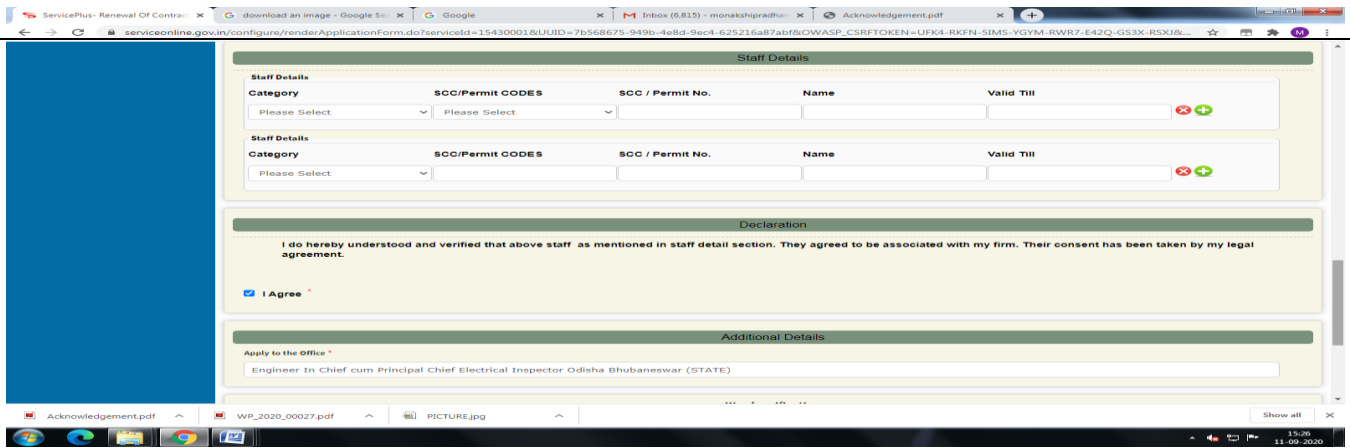 ServicePlus- Renewal Of Contrac
download an image - Google Se
Google
Inbox (6,815) - monakshipradhan
Acknowledgement.pdf
serviceonline.gov.in/configure/renderApplicationForm.do?serviceId=15430001&UUID=7b568675-949b-4e8d-9ec4-625216a87abf&OWASP_CSRFTOKEN=UFK4-RKFN-SIMS-YGYM-RWR7-E42Q-GS3X-RSXJ&...
M
Staff Details
Staff Details
Category SCC/Permit CODES SCC / Permit No. Name Valid Till
Please Select Please Select
Staff Details
Category SCC/Permit CODES SCC / Permit No. Name Valid Till
Please Select
Declaration
I do hereby understood and verified that above staff as mentioned in staff detail section. They agreed to be associated with my firm. Their consent has been taken by my legal
agreement.
I Agree *
Additional Details
Apply to the Office *
Engineer In Chief cum Principal Chief Electrical Inspector Odisha Bhubaneswar (STATE)
Acknowledgement.pdf WP_2020_00027.pdf PICTURE.jpg Show all
15:26
11-09-2020